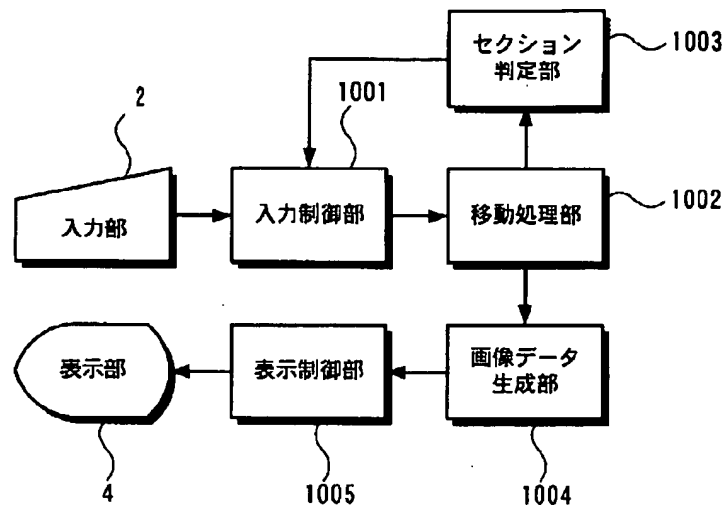 セクション
判定部
1003
1001
2
入力部
入力制御部
移動処理部
1002
表示部
表示制御部
画像データ
生成部
4
1005
1004